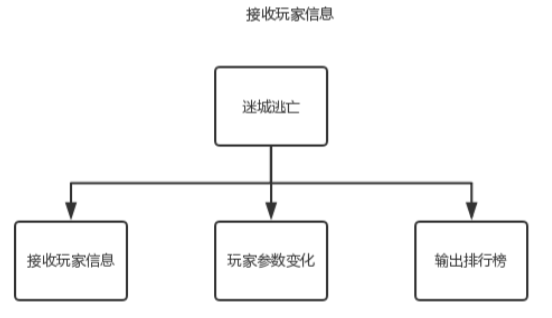 接收玩家信息
迷城逃亡
接收玩家信息
玩家参数变化
输出排行榜